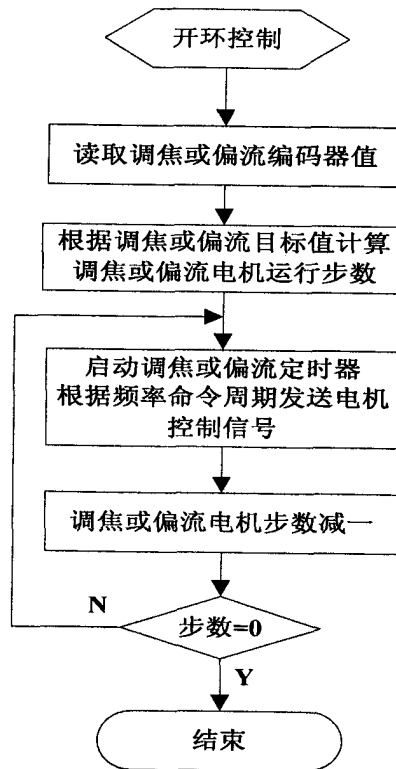 开环控制
读取调焦或偏流编码器值
根据调焦或偏流目标值计算
调焦或偏流电机运行步数
启动调焦或偏流定时器
根据频率命令周期发送电机
控制信号
调焦或偏流电机步数减一
N
步数=0
Y
结束